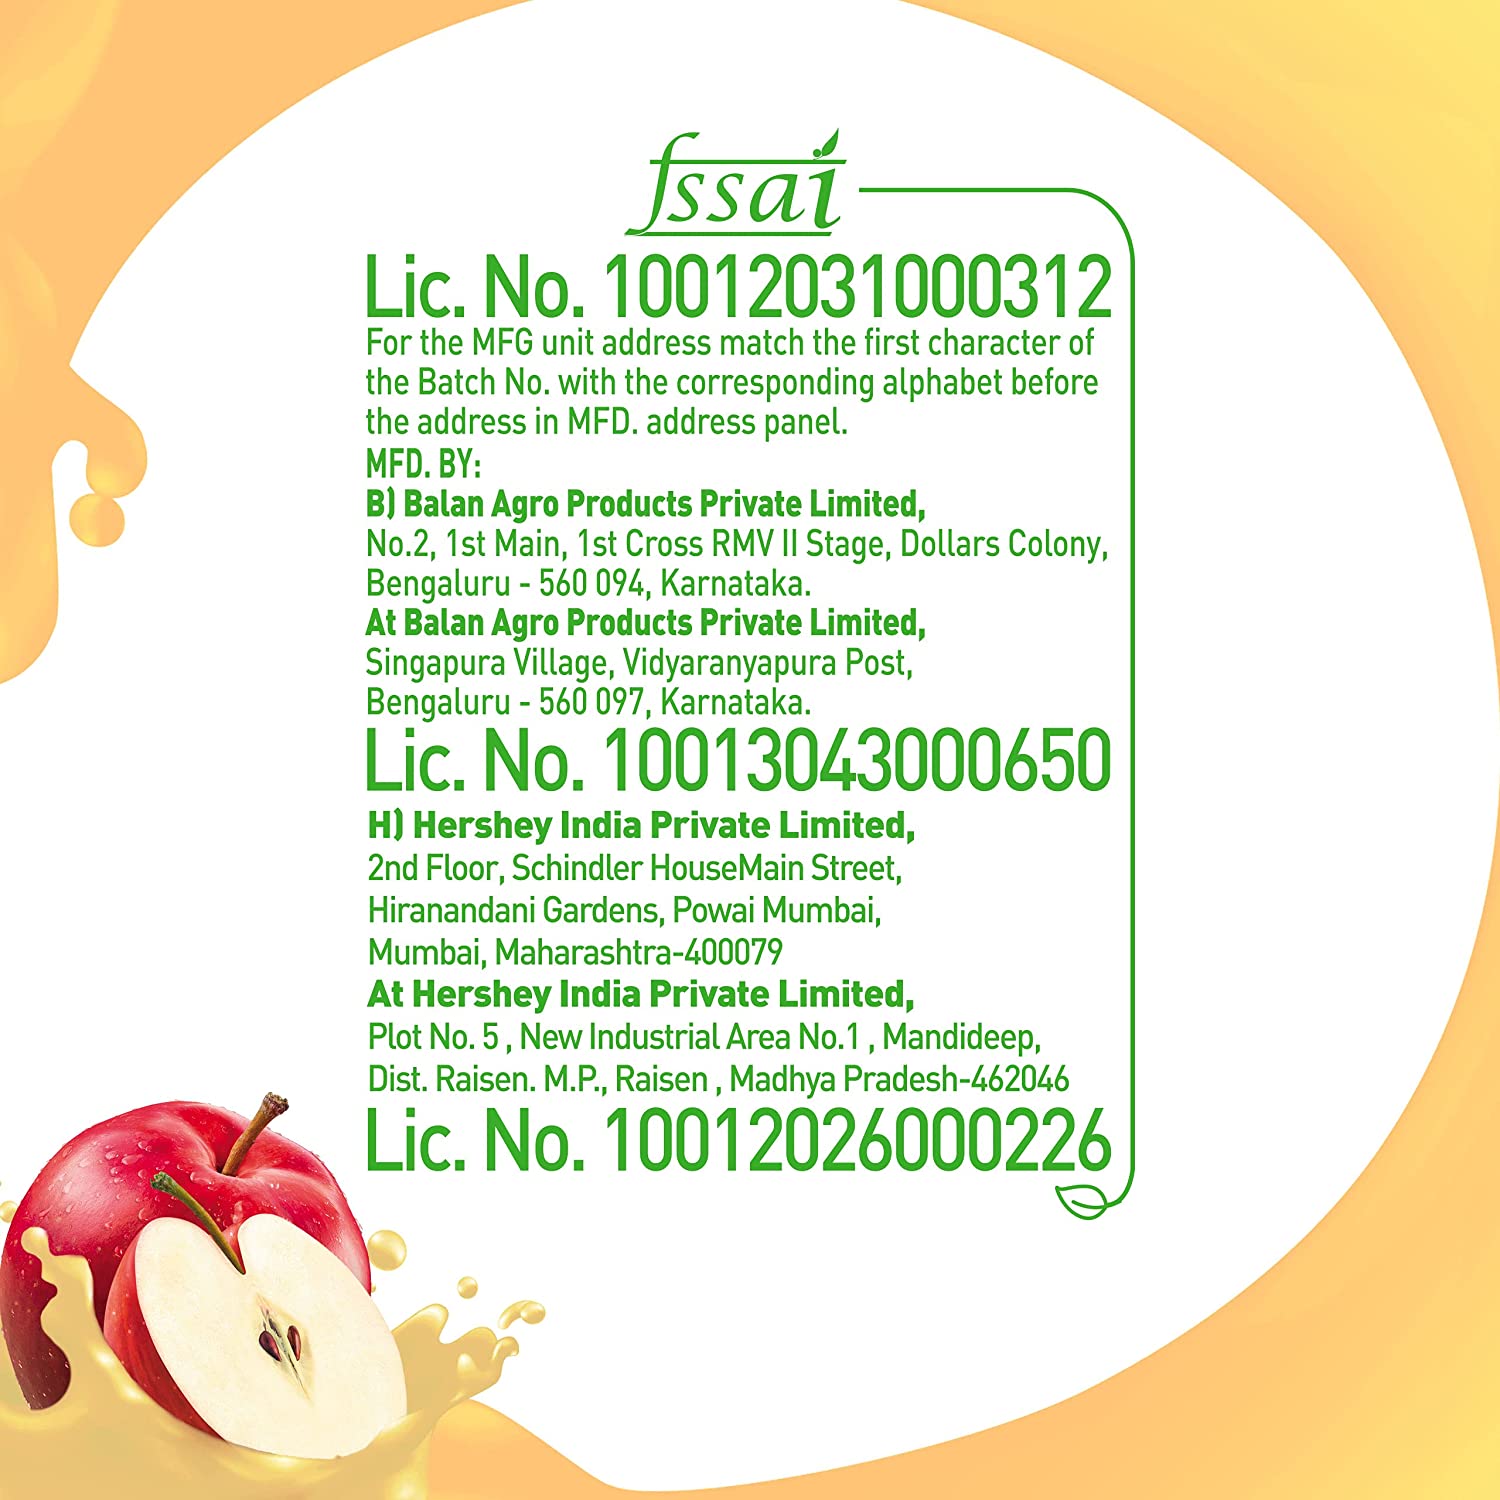 fssai
Lic. No. 10012031000312
For the MFG unit address match the first character of
the Batch No. with the corresponding alphabet before
the address in MFD. address panel.
MFD. BY:
B) Balan Agro Products Private Limited,
No.2, 1st Main, 1st Cross RMV II Stage, Dollars Colony,
Bengaluru - 560 094, Karnataka.
At Balan Agro Products Private Limited,
Singapura Village, Vidyaranyapura Post,
Bengaluru - 560 097, Karnataka.
Lic. No. 10013043000650
H) Hershey India Private Limited,
2nd Floor, Schindler HouseMain Street,
Hiranandani Gardens, Powai Mumbai,
Mumbai, Maharashtra-400079
At Hershey India Private Limited,
Plot No. 5 , New Industrial Area No.1 , Mandideep,
Dist. Raisen. M.P., Raisen , Madhya Pradesh-462046
Lic. No. 10012026000226